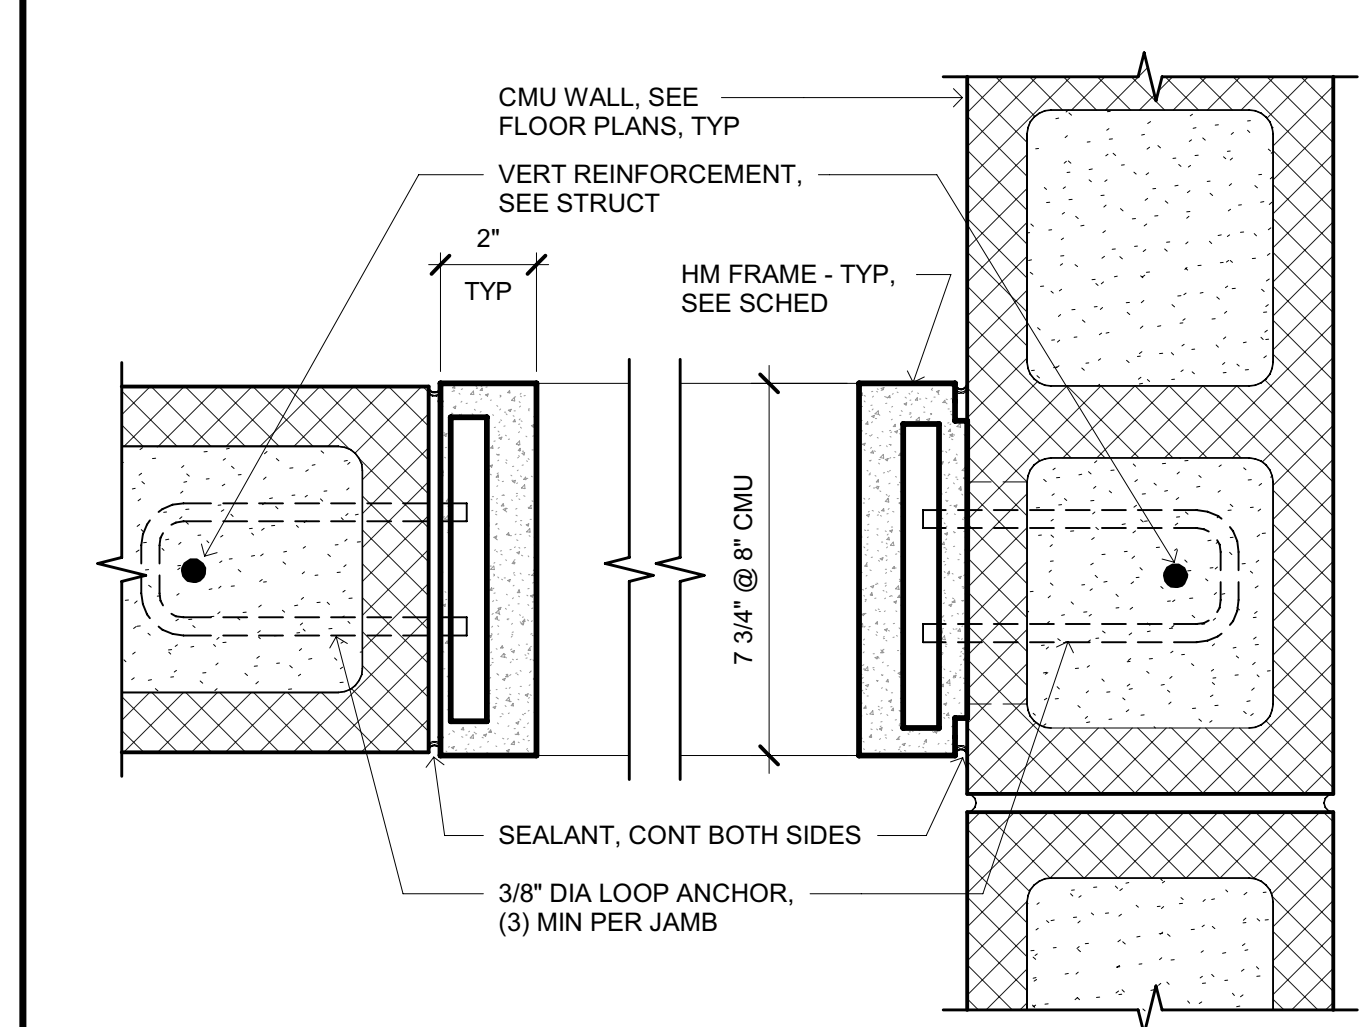 CMU WALL, SEE
FLOOR PLANS, TYP
VERT REINFORCEMENT,
SEE STRUCT
2"
TYP
HM FRAME - TYP,
SEE SCHED
7 3/4" @ 8" CMU
SEALANT, CONT BOTH SIDES
3/8" DIA LOOP ANCHOR,
(3) MIN PER JAMB